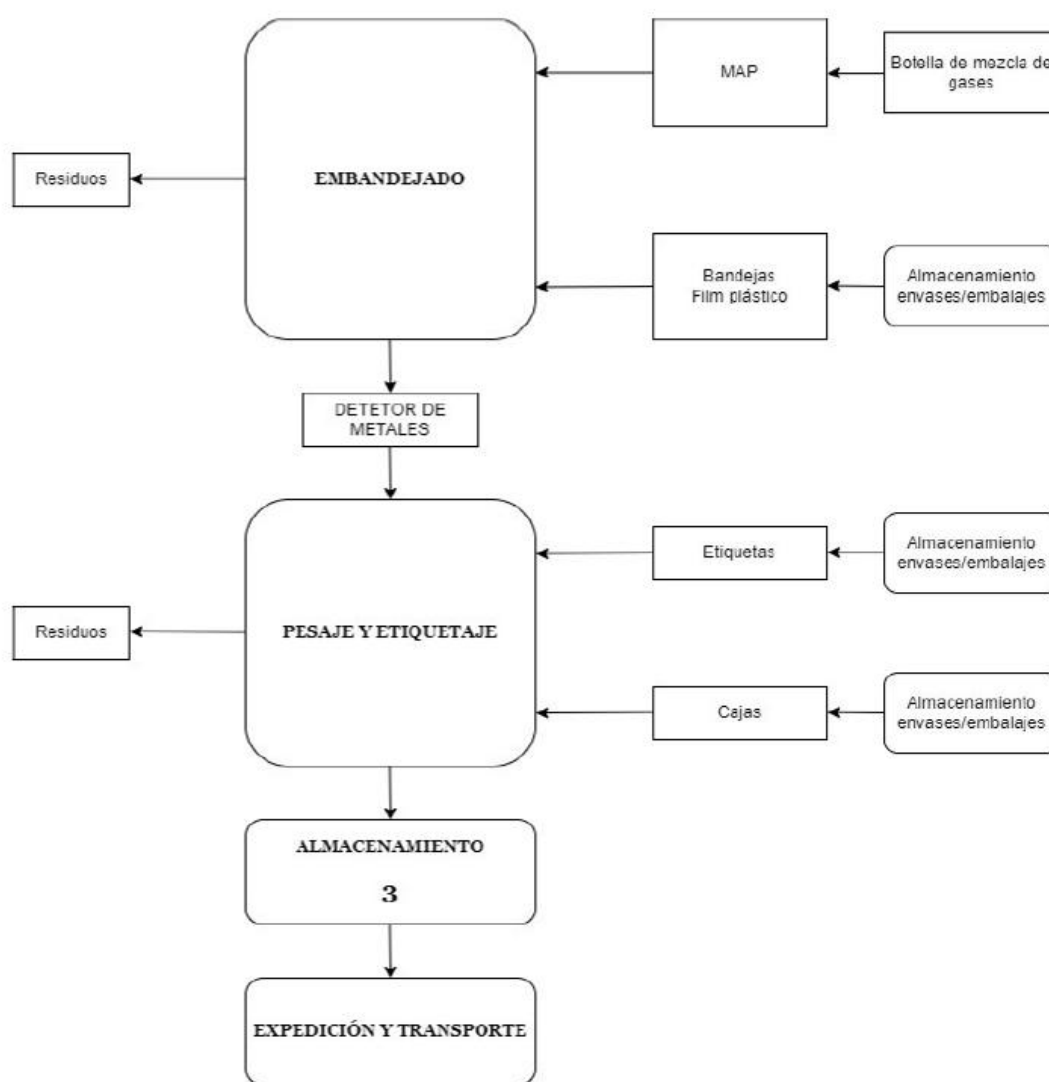 MAP
Botella de mezcla de
gases
Residuos
EMBANDEJADO
Bandejas
Film plástico
Almacenamiento
envases/embalajes
DETETOR DE
METALES
Etiquetas
Almacenamiento
envases/embalajes
Residuos
PESAJE Y ETIQUETAJE
Cajas
Almacenamiento
envases/embalajes
ALMACENAMIENTO
3
EXPEDICIÓN Y TRANSPORTE